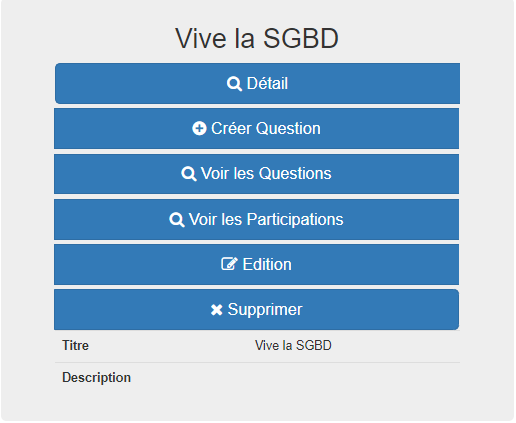 Vive la SGBD
Détail
Créer Question
Voir les Questions
Voir les Participations
Edition
Supprimer
Titre Vive la SGBD
Description